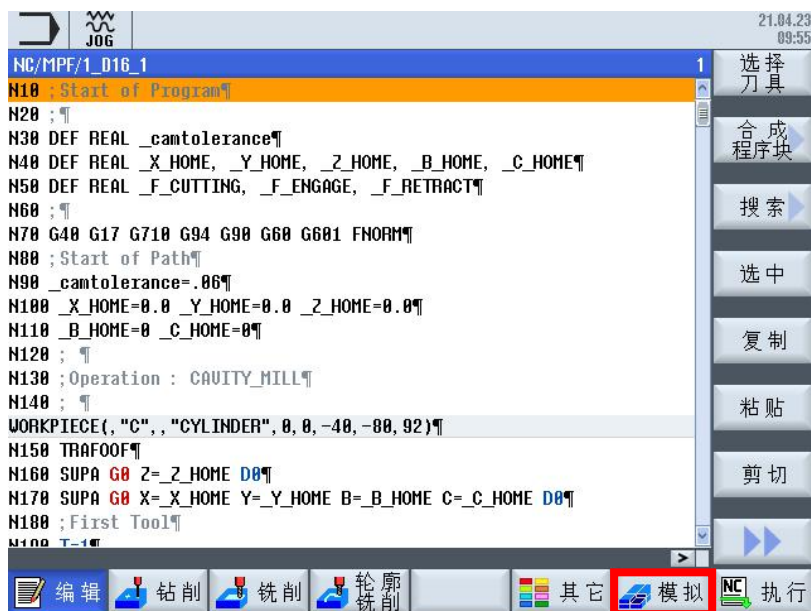 JOG
21.04.23
09:55
NC/MPF/1_D16_1
1
N10 ;Start of Program¶
N20 ;¶
N30 DEF REAL _camtolerance¶
N40 DEF REAL _X_HOME, _Y_HOME, _Z_HOME, _B_HOME, _C_HOME¶
N50 DEF REAL _F_CUTTING, _F_ENGAGE, _F_RETRACT¶
N60 ;¶
N70 G40 G17 G710 G94 G90 G60 G601 FNORM¶
N80 ;Start of Path¶
N90 _camtolerance=.06¶
N100 _X_HOME=0.0 _Y_HOME=0.0 _Z_HOME=0.0¶
N110 _B_HOME=0 _C_HOME=0¶
N120 ; ¶
N130 ;Operation : CAVITY_MILL¶
N140 ; ¶
WORKPIECE(,"C",,"CYLINDER",0,0,-40,-80,92)¶
N150 TRAFOOF¶
N160 SUPA G0 Z=_Z_HOME D0¶
N170 SUPA G0 X=_X_HOME Y=_Y_HOME B=_B_HOME C=_C_HOME D0¶
N180 ;First Tool¶
N190 T=1¶
选择
刀具
合成
程序块
搜索
选中
复制
粘贴
剪切
编辑
钻削
铣削
轮廓
铣削
其它
模拟
NC
执行